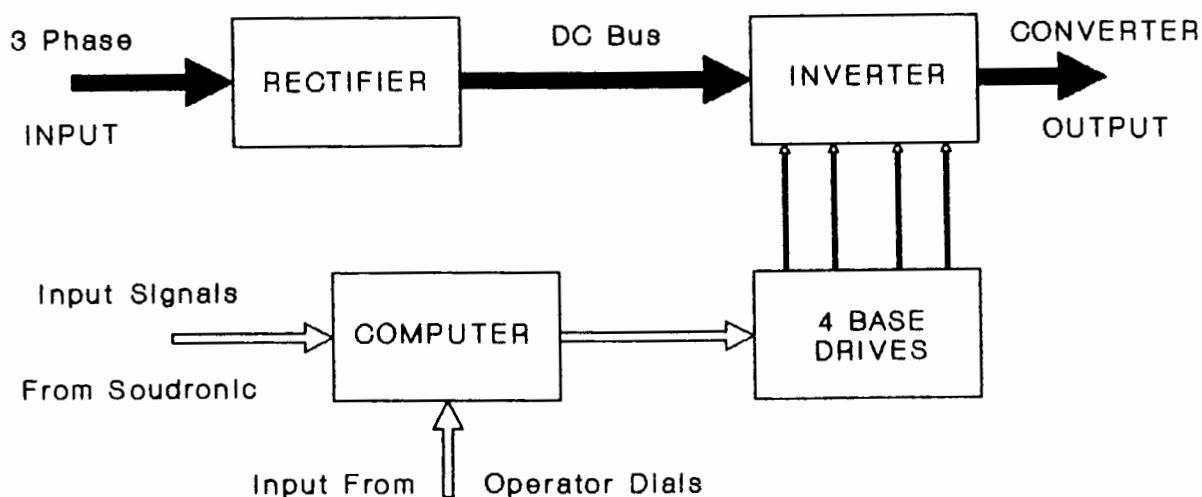 3 Phase
INPUT
RECTIFIER
DC Bus
INVERTER
CONVERTER
OUTPUT
Input Signals
From Soudronic
COMPUTER
4 BASE
DRIVES
Input From Operator Dials